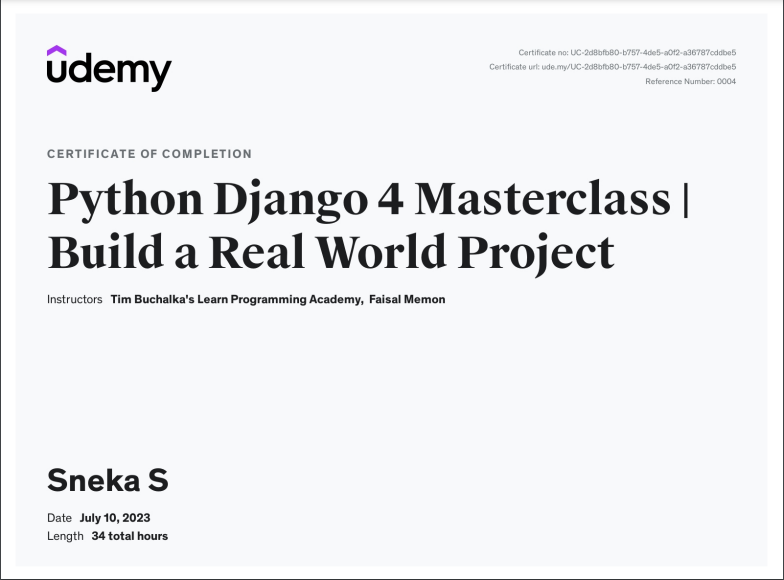 udemy
Certificate no: UC-2d8bfb80-b757-4de5-a0f2-a36787cddbe5
Certificate url: ude.my/UC-2d8bfb80-b757-4de5-a0f2-a36787cddbe5
Reference Number: 0004
CERTIFICATE OF COMPLETION
Python Django 4 Masterclass |
Build a Real World Project
Instructors Tim Buchalka's Learn Programming Academy, Faisal Memon
Sneka S
Date July 10, 2023
Length 34 total hours